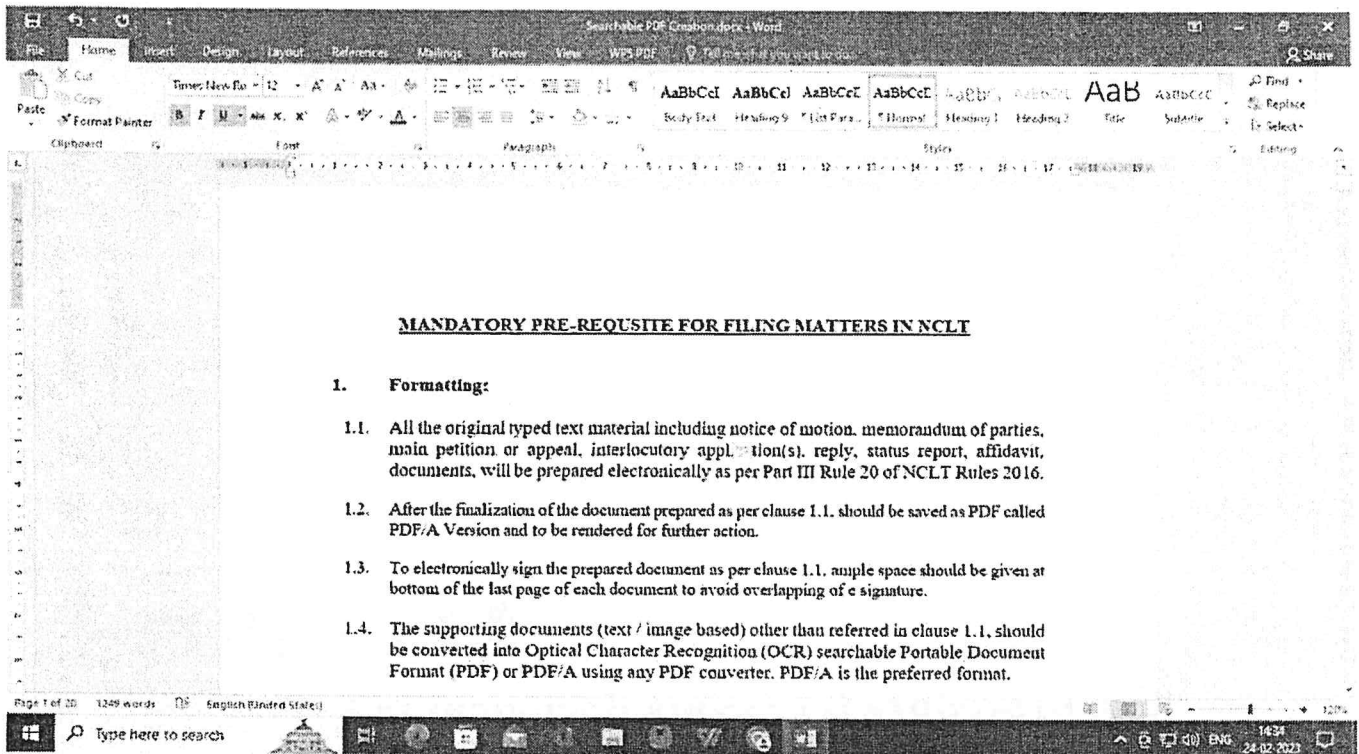 Searchable PDF Creation.docx - Word
File Home Insert Design Layout References Mailings Review View WPS PDF Tell me what you want to do... Share
Cut
Copy
Format Painter
Paste
Times New Ro 12
AaBbCcI AaBbCcI AaBbCcI AaBbCcI AaB AaBbCcC
Body Text Heading 9 ¶ List Para... ¶ Normal Heading 1 Heading 2 Title Subtitle
Find
Replace
Select
Clipboard Font Paragraph Styles Editing
MANDATORY PRE-REQUSITE FOR FILING MATTERS IN NCLT
1. Formatting:
1.1. All the original typed text material including notice of motion, memorandum of parties,
main petition or appeal, interlocutory appl tion(s), reply, status report, affidavit,
documents, will be prepared electronically as per Part III Rule 20 of NCLT Rules 2016.
1.2. After the finalization of the document prepared as per clause 1.1. should be saved as PDF called
PDF/A Version and to be rendered for further action.
1.3. To electronically sign the prepared document as per clause 1.1, ample space should be given at
bottom of the last page of each document to avoid overlapping of e signature.
1.4. The supporting documents (text / image based) other than referred in clause 1.1, should
be converted into Optical Character Recognition (OCR) searchable Portable Document
Format (PDF) or PDF/A using any PDF converter. PDF/A is the preferred format.
Page 1 of 20 1249 words English (United States) 120%
Type here to search ENG 14:34
24-02-2023